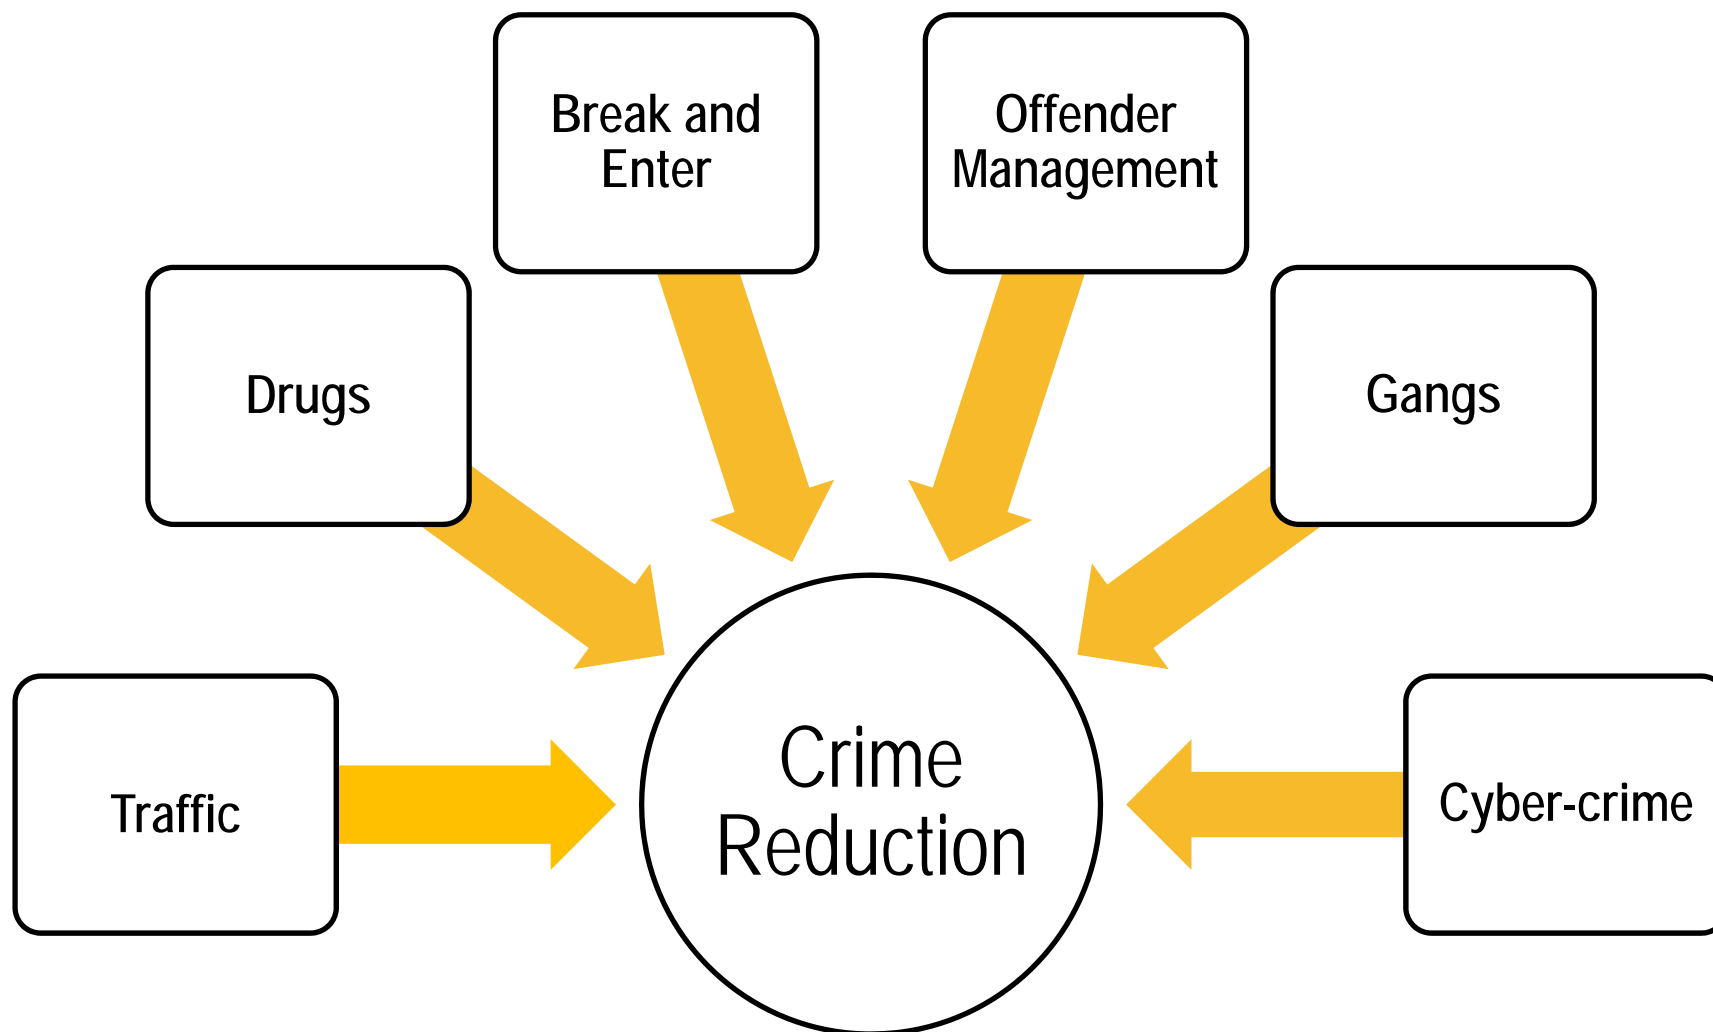 Break and
Enter
Offender
Management
Drugs
Gangs
Traffic
Crime
Reduction
Cyber-crime